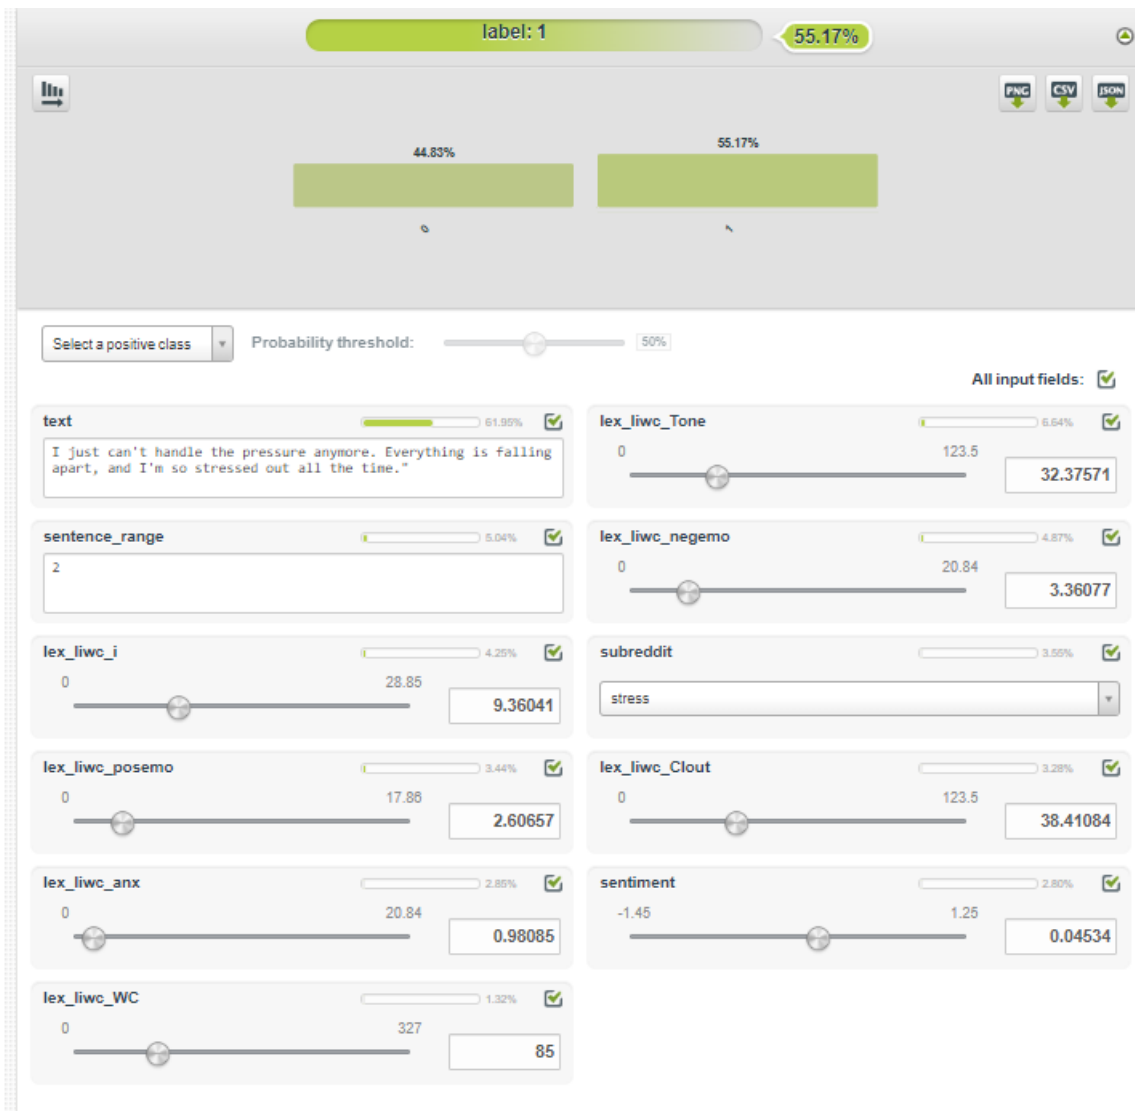 label: 1
55.17%
PNG CSV JSON
44.83%
55.17%
0
1
Select a positive class
Probability threshold:
50%
All input fields:
text
61.95%
I just can't handle the pressure anymore. Everything is falling
apart, and I'm so stressed out all the time."
lex_liwc_Tone
6.64%
0
123.5
32.37571
sentence_range
5.04%
2
lex_liwc_negemo
4.87%
0
20.84
3.36077
lex_liwc_i
4.25%
0
28.85
9.36041
subreddit
3.55%
stress
lex_liwc_posemo
3.44%
0
17.86
2.60657
lex_liwc_Clout
3.28%
0
123.5
38.41084
lex_liwc_anx
2.85%
0
20.84
0.98085
sentiment
2.80%
-1.45
1.25
0.04534
lex_liwc_WC
1.32%
0
327
85